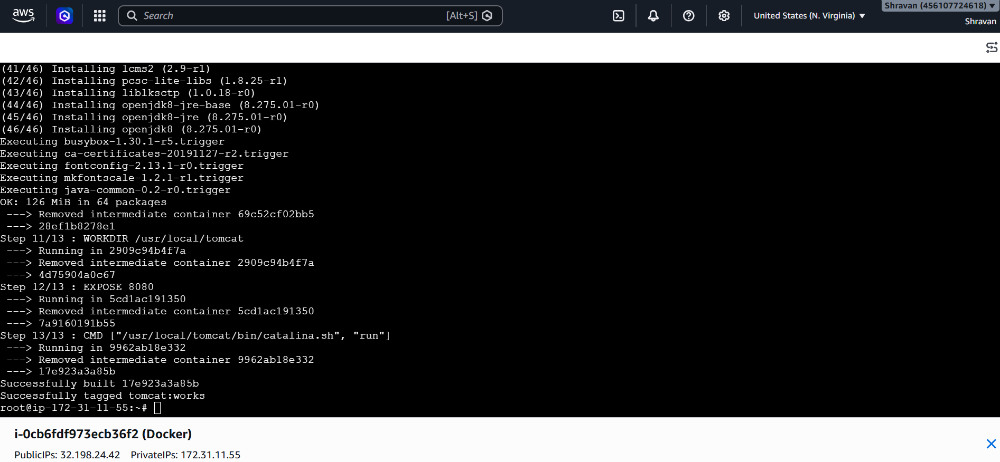 aws
Search
[Alt+S]
United States (N. Virginia) ▼
Shravan (456107724618) ▼
Shravan
(41/46) Installing lcms2 (2.9-r1)
(42/46) Installing pcsc-lite-libs (1.8.25-r1)
(43/46) Installing liblksctp (1.0.18-r0)
(44/46) Installing openjdk8-jre-base (8.275.01-r0)
(45/46) Installing openjdk8-jre (8.275.01-r0)
(46/46) Installing openjdk8 (8.275.01-r0)
Executing busybox-1.30.1-r5.trigger
Executing ca-certificates-20191127-r2.trigger
Executing fontconfig-2.13.1-r0.trigger
Executing mkfontscale-1.2.1-r1.trigger
Executing java-common-0.2-r0.trigger
OK: 126 MiB in 64 packages
---> Removed intermediate container 69c52cf02bb5
---> 28ef1b8278e1
Step 11/13 : WORKDIR /usr/local/tomcat
---> Running in 2909c94b4f7a
---> Removed intermediate container 2909c94b4f7a
---> 4d75904a0c67
Step 12/13 : EXPOSE 8080
---> Running in 5cd1ac191350
---> Removed intermediate container 5cd1ac191350
---> 7a9160191b55
Step 13/13 : CMD ["/usr/local/tomcat/bin/catalina.sh", "run"]
---> Running in 9962ab18e332
---> Removed intermediate container 9962ab18e332
---> 17e923a3a85b
Successfully built 17e923a3a85b
Successfully tagged tomcat:works
root@ip-172-31-11-55:~#
i-0cb6fdf973ecb36f2 (Docker)
PublicIPs: 32.198.24.42 PrivateIPs: 172.31.11.55